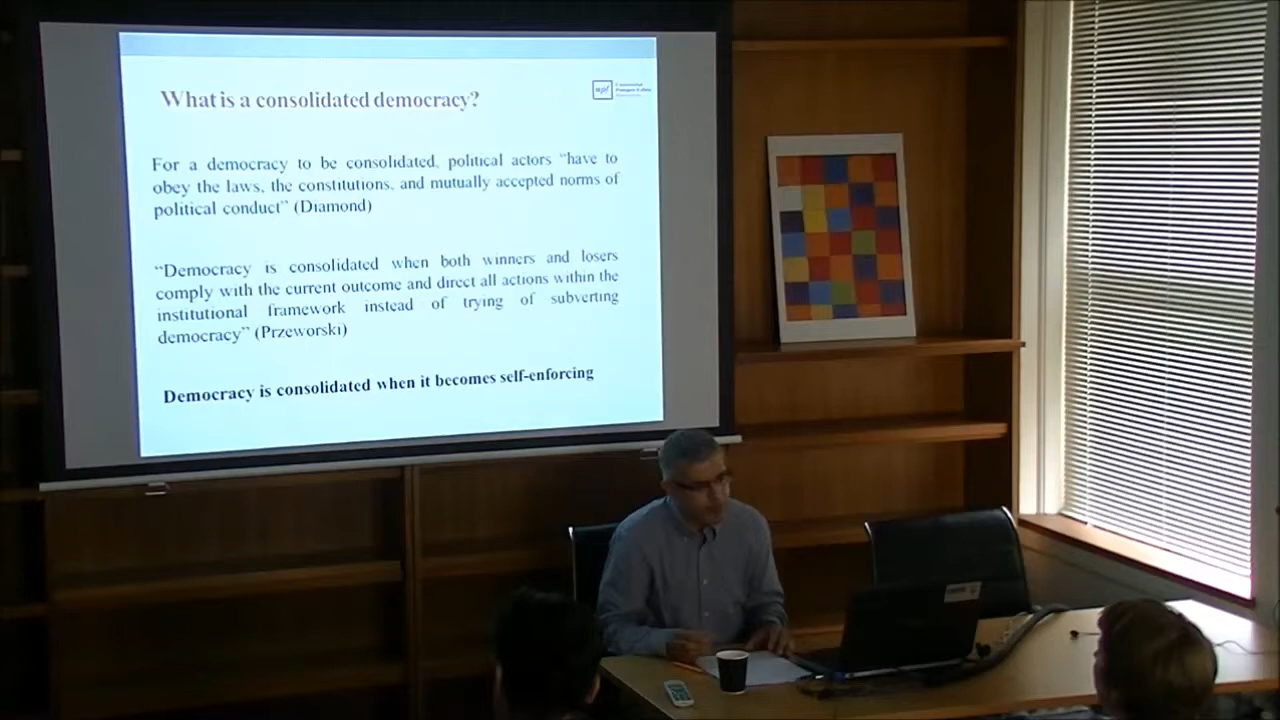 What is a consolidated democracy?
For a democracy to be consolidated, political actors "have to
obey the laws, the constitutions, and mutually accepted norms of
political conduct" (Diamond)
"Democracy is consolidated when both winners and losers
comply with the current outcome and direct all actions within the
institutional framework instead of trying of subverting
democracy" (Przeworski)
Democracy is consolidated when it becomes self-enforcing